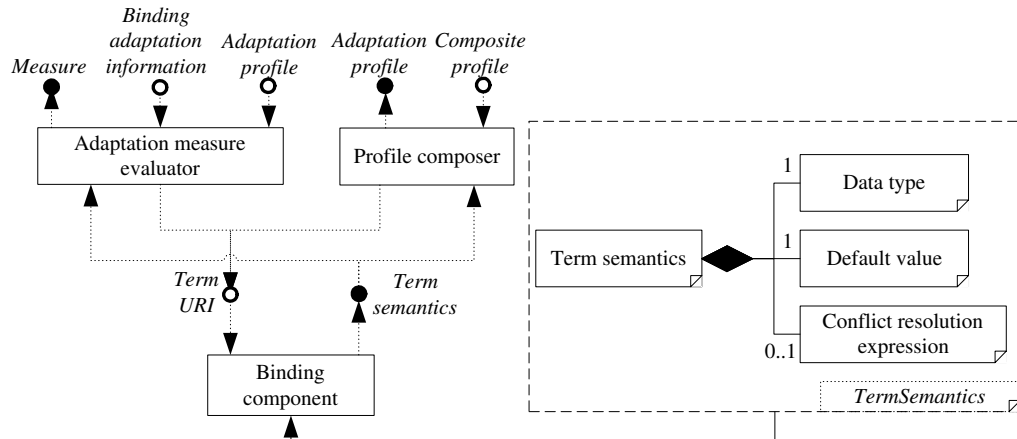 Measure
Binding
adaptation
information
Adaptation
profile
Adaptation
profile
Composite
profile
Adaptation measure
evaluator
Profile composer
Term
URI
Term
semantics
Binding
component
Term semantics
1
Data type
1
Default value
0..1
Conflict resolution
expression
TermSemantics